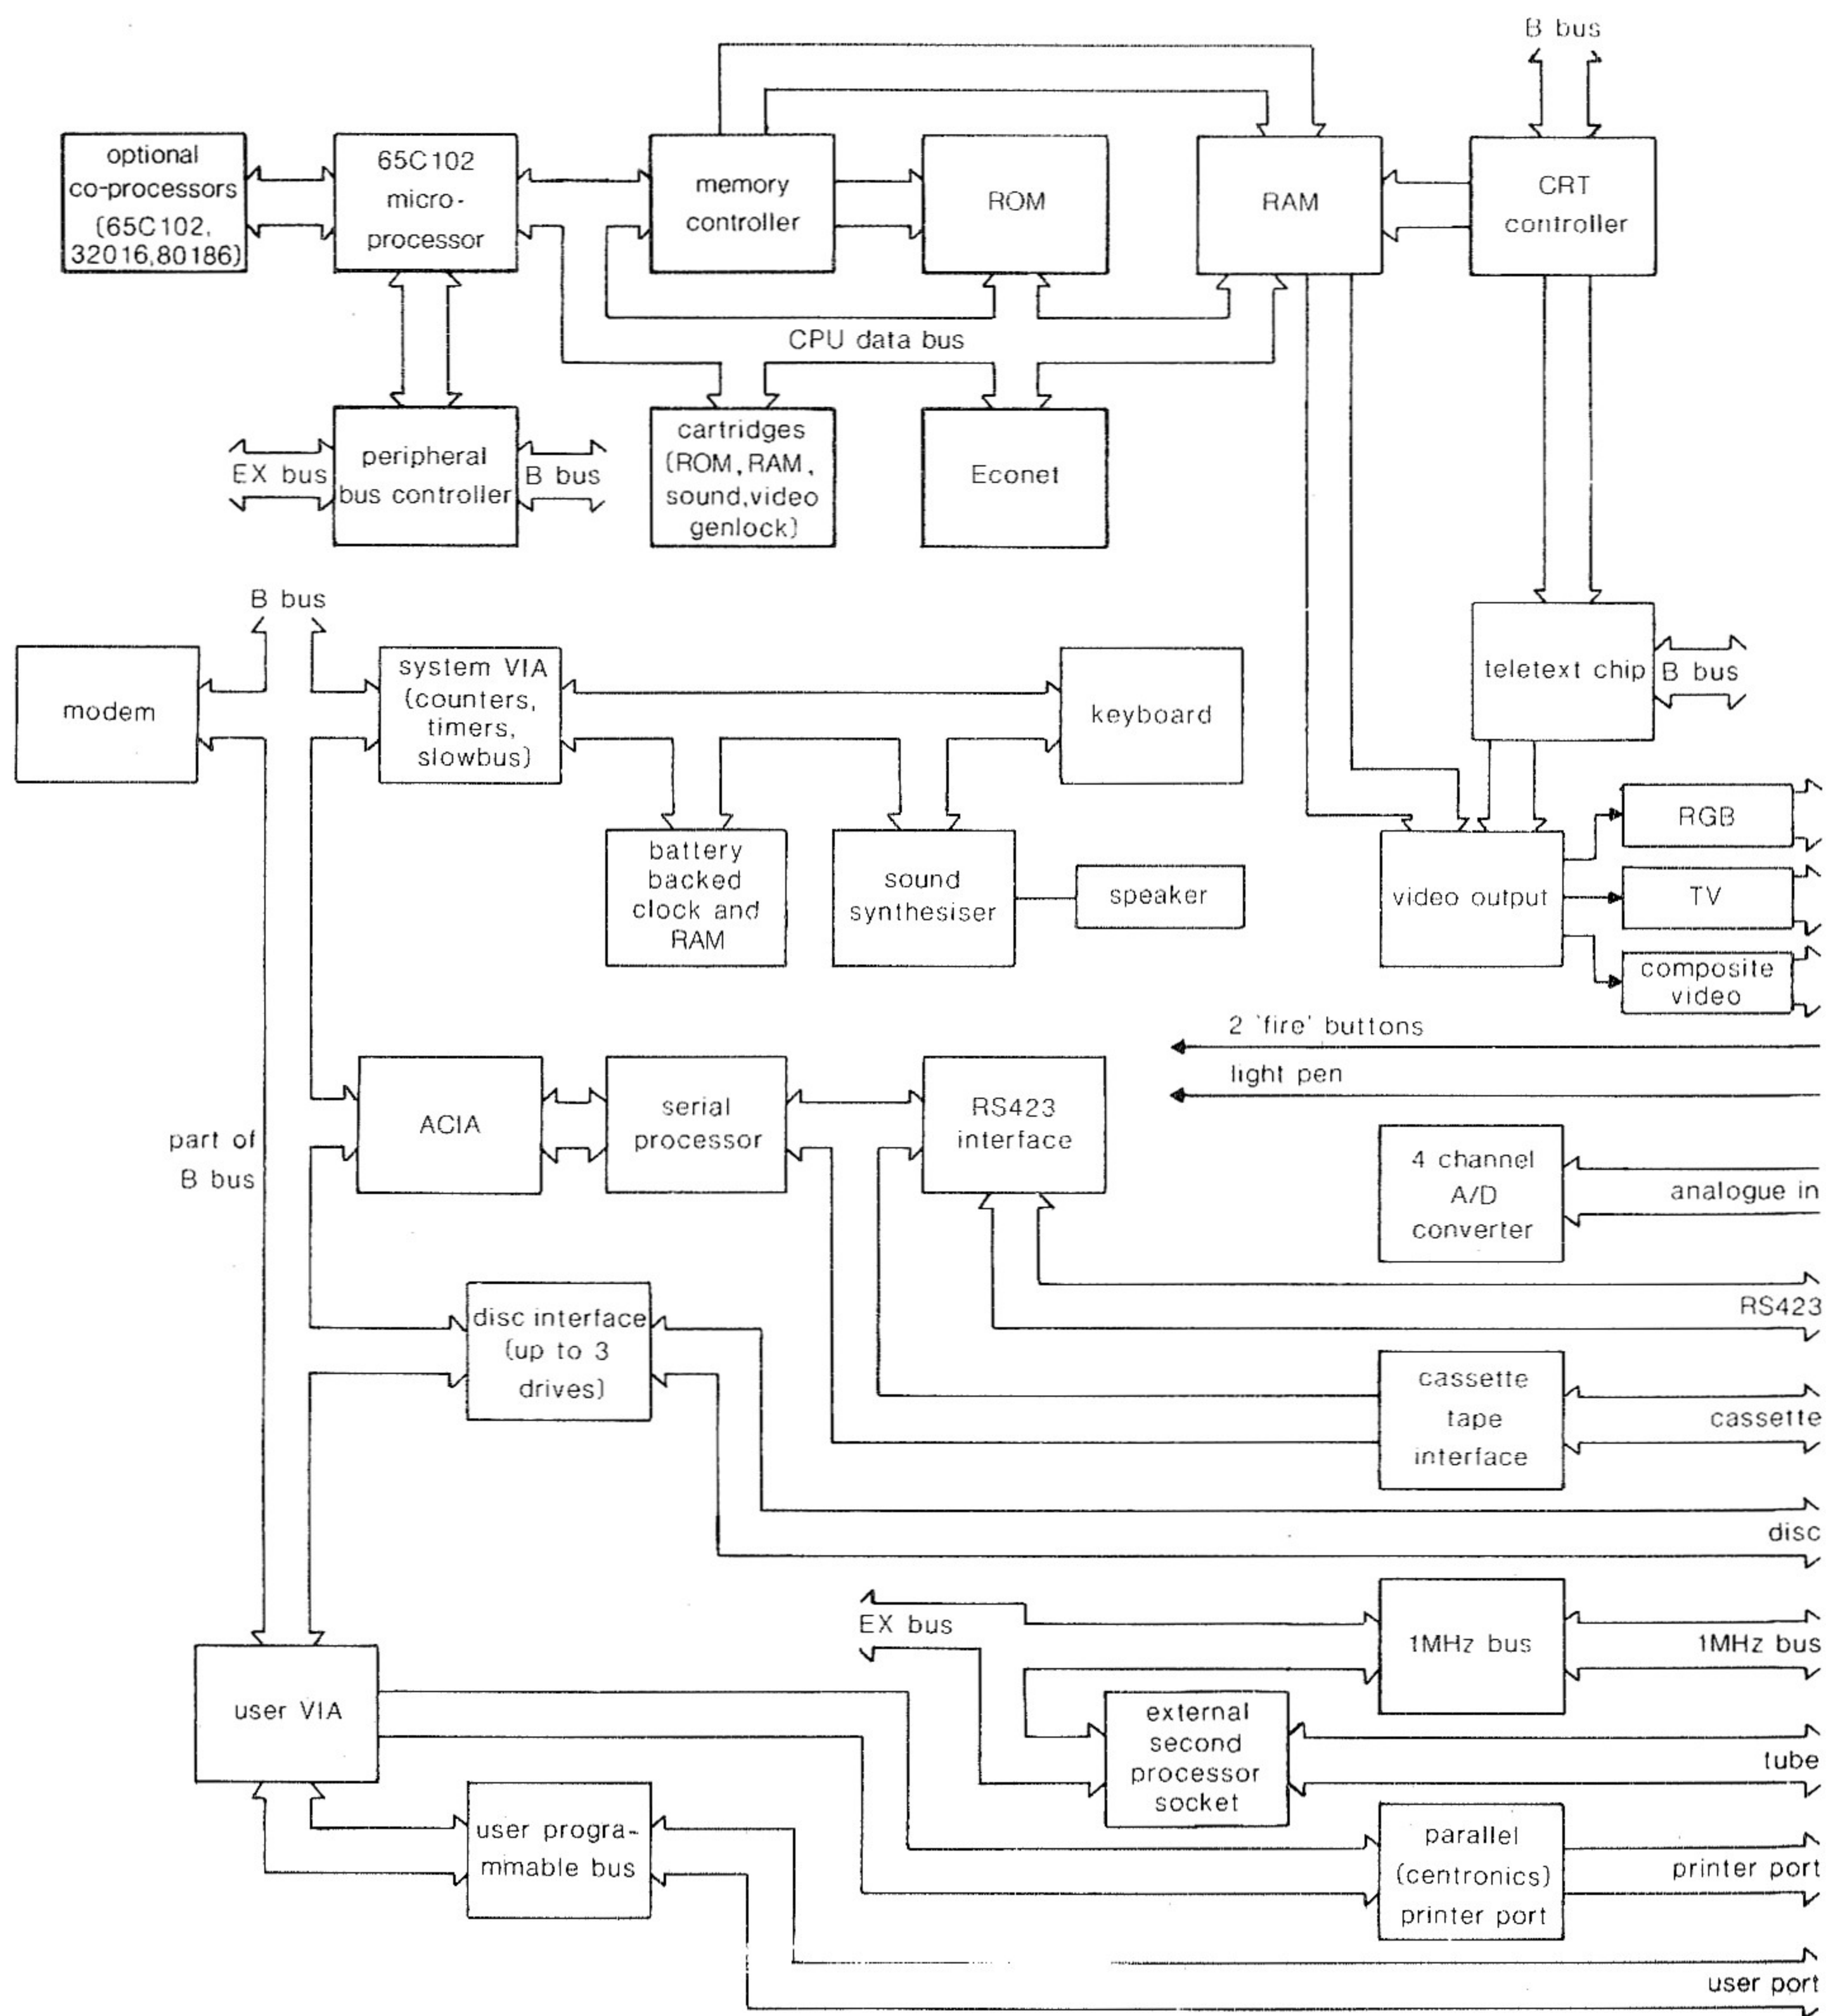 B bus
optional
co-processors
(65C102,
32016,80186)
65C102
micro-
processor
memory
controller
ROM
RAM
CRT
controller
CPU data bus
EX bus
peripheral
bus controller
B bus
cartridges
(ROM, RAM,
sound,video
genlock)
Econet
B bus
modem
system VIA
(counters,
timers,
slowbus)
keyboard
teletext chip
B bus
battery
backed
clock and
RAM
sound
synthesiser
speaker
video output
RGB
TV
composite
video
2 'fire' buttons
light pen
part of
B bus
ACIA
serial
processor
RS423
interface
4 channel
A/D
converter
analogue in
RS423
disc interface
(up to 3
drives)
cassette
tape
interface
cassette
disc
EX bus
1MHz bus
1MHz bus
user VIA
external
second
processor
socket
tube
user progra-
mmable bus
parallel
(centronics)
printer port
printer port
user port